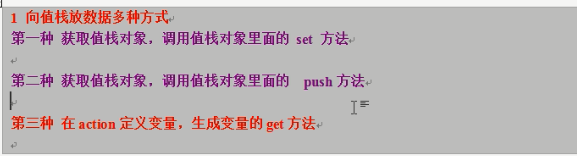 1 向值栈放数据多种方式
第一种 获取值栈对象，调用值栈对象里面的 set 方法
第二种 获取值栈对象，调用值栈对象里面的 push 方法
第三种 在 action 定义变量，生成变量的 get 方法